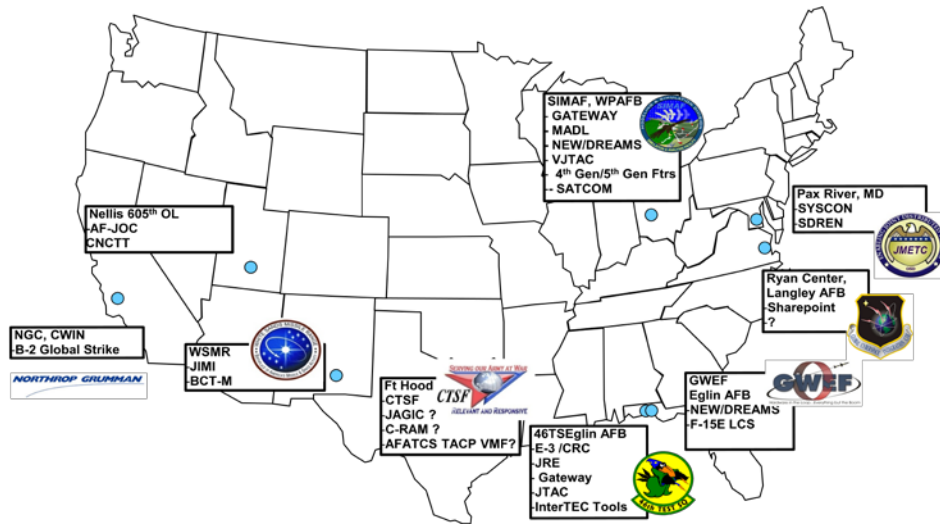 SIMAF, WPAFB
- GATEWAY
- MADL
- NEW/DREAMS
- VJTAC
- 4th Gen/5th Gen Ftrs
- SATCOM
SIMAF
Pax River, MD
- SYSCON
- SDREN
JMETC
Nellis 605th OL
-AF-JOC
CNCTT
Ryan Center,
Langley AFB
- Sharepoint
- ?
NGC, CWIN
- B-2 Global Strike
NORTHROP GRUMMAN
WSMR
- JIMI
- BCT-M
Ft Hood
- CTSF
- JAGIC ?
- C-RAM ?
- AFATCS TACP VMF?
SERVING OUR ARMY AT WAR
CTSF
RELEVANT AND RESPONSIVE
GWEF
GWEF
Eglin AFB
- NEW/DREAMS
- F-15E LCS
46TSEglin AFB
- E-3 /CRC
- JRE
- Gateway
- JTAC
- InterTEC Tools
46th TEST SQ